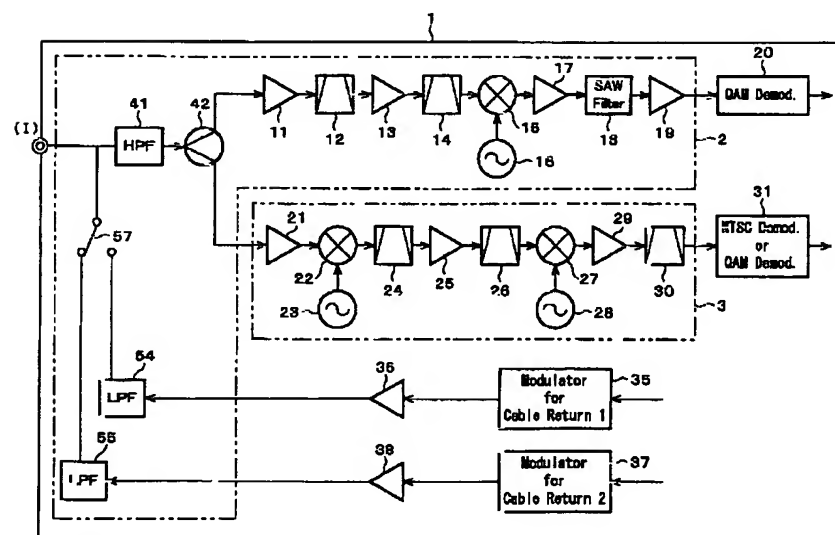 1
(I)
41
HPF
42
11
12
13
14
15
16
17
SAW
Filter
18
19
2
20
QAM Demod.
21
22
23
24
25
26
27
28
29
30
3
31
NTSC Demod.
or
QAM Demod.
57
54
LPF
36
Modulator
for
Cable Return 1
35
55
LPF
38
Modulator
for
Cable Return 2
37